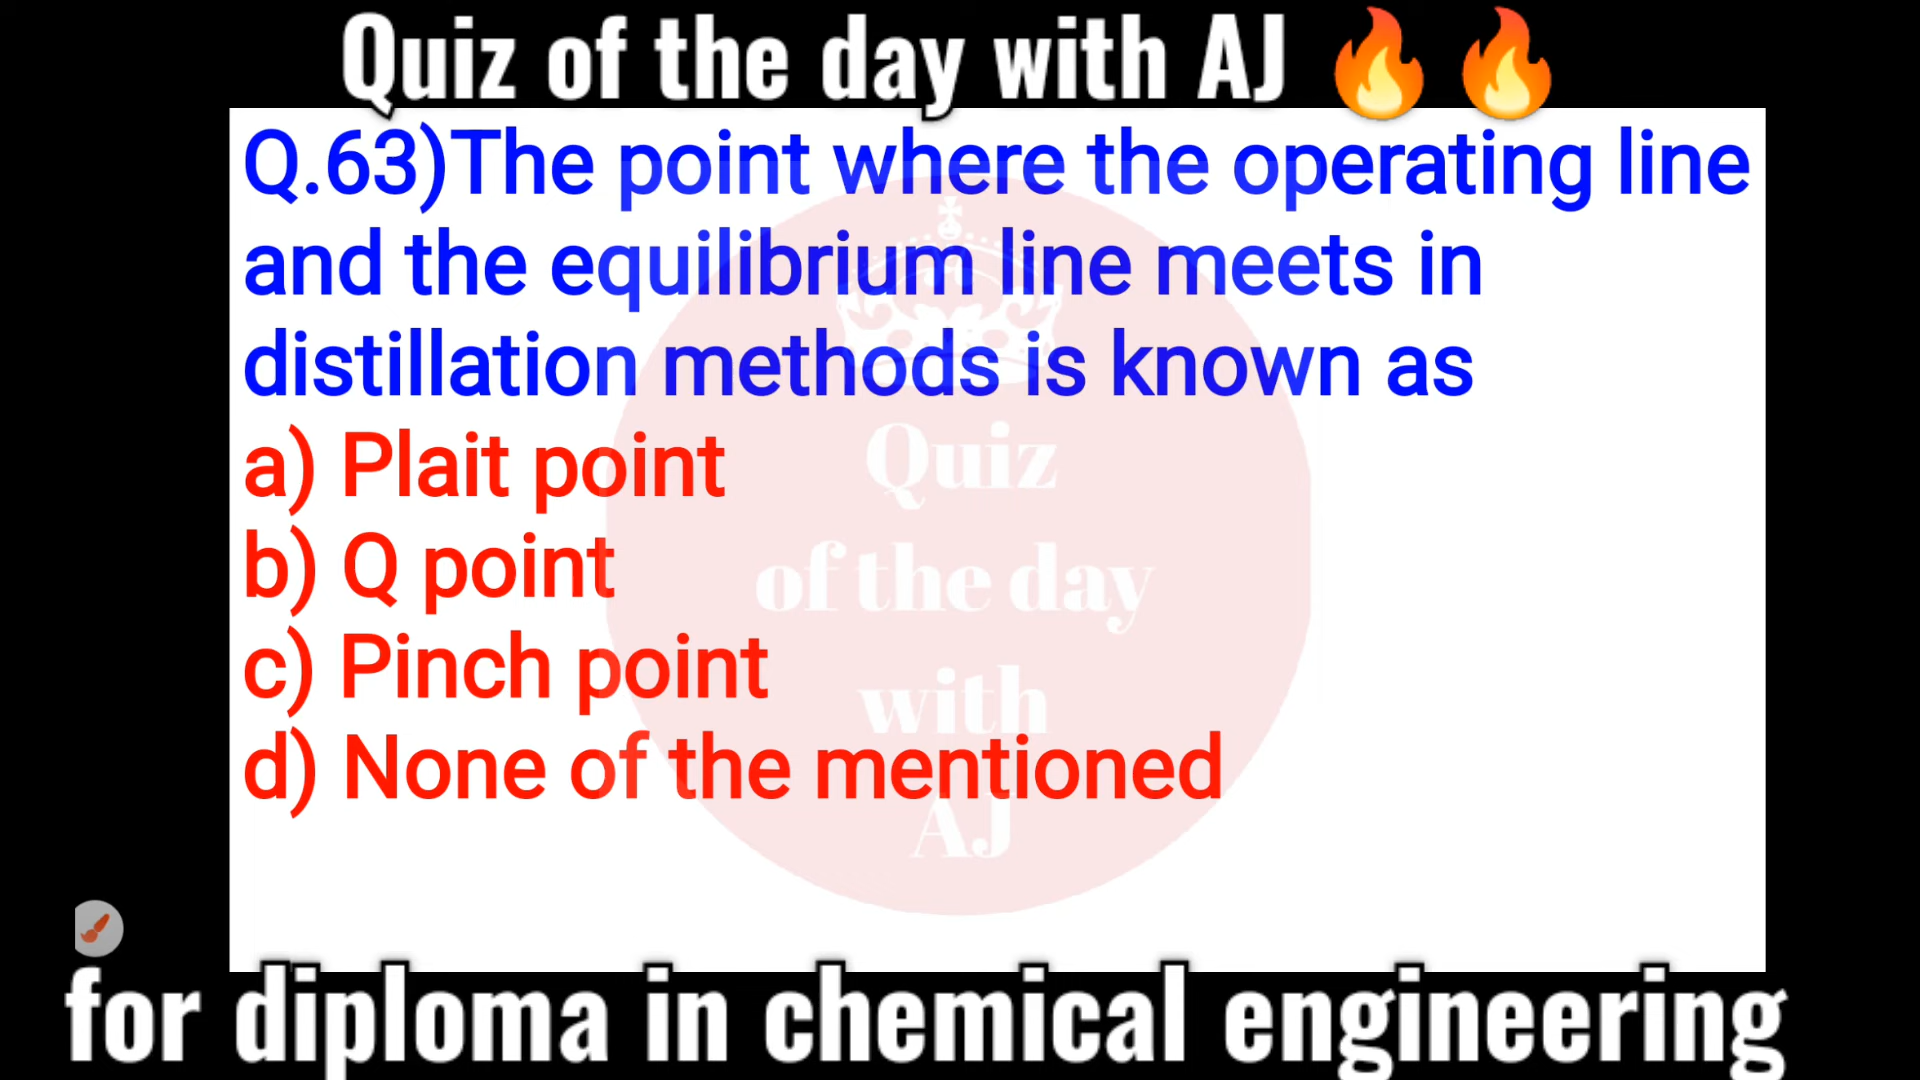 Quiz of the day with AJ 🔥🔥
Q.63)The point where the operating line
and the equilibrium line meets in
distillation methods is known as
a) Plait point
b) Q point
c) Pinch point
d) None of the mentioned
Quiz
of the day
with
AJ
for diploma in chemical engineering